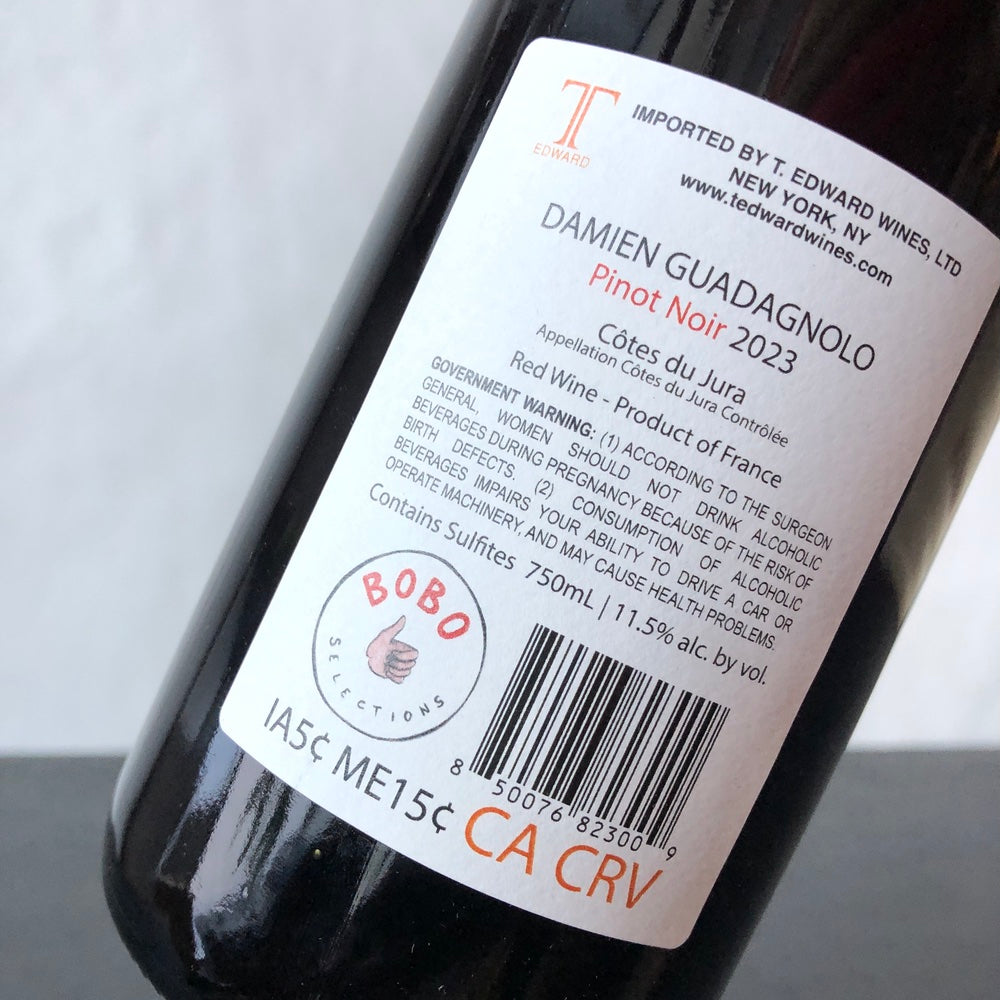 T
EDWARD
IMPORTED BY T. EDWARD WINES, LTD
NEW YORK, NY
www.tedwardwines.com
DAMIEN GUADAGNOLO
Pinot Noir 2023
Côtes du Jura
Appellation Côtes du Jura Contrôlée
Red Wine - Product of France
GOVERNMENT WARNING: (1) ACCORDING TO THE SURGEON
GENERAL, WOMEN SHOULD NOT DRINK ALCOHOLIC
BEVERAGES DURING PREGNANCY BECAUSE OF THE RISK OF
BIRTH DEFECTS. (2) CONSUMPTION OF ALCOHOLIC
BEVERAGES IMPAIRS YOUR ABILITY TO DRIVE A CAR OR
OPERATE MACHINERY, AND MAY CAUSE HEALTH PROBLEMS.
Contains Sulfites 750mL | 11.5% alc. by vol.
BOBO
SELECTIONS
8 50076 82300 9
IA5¢ ME15¢ CA CRV